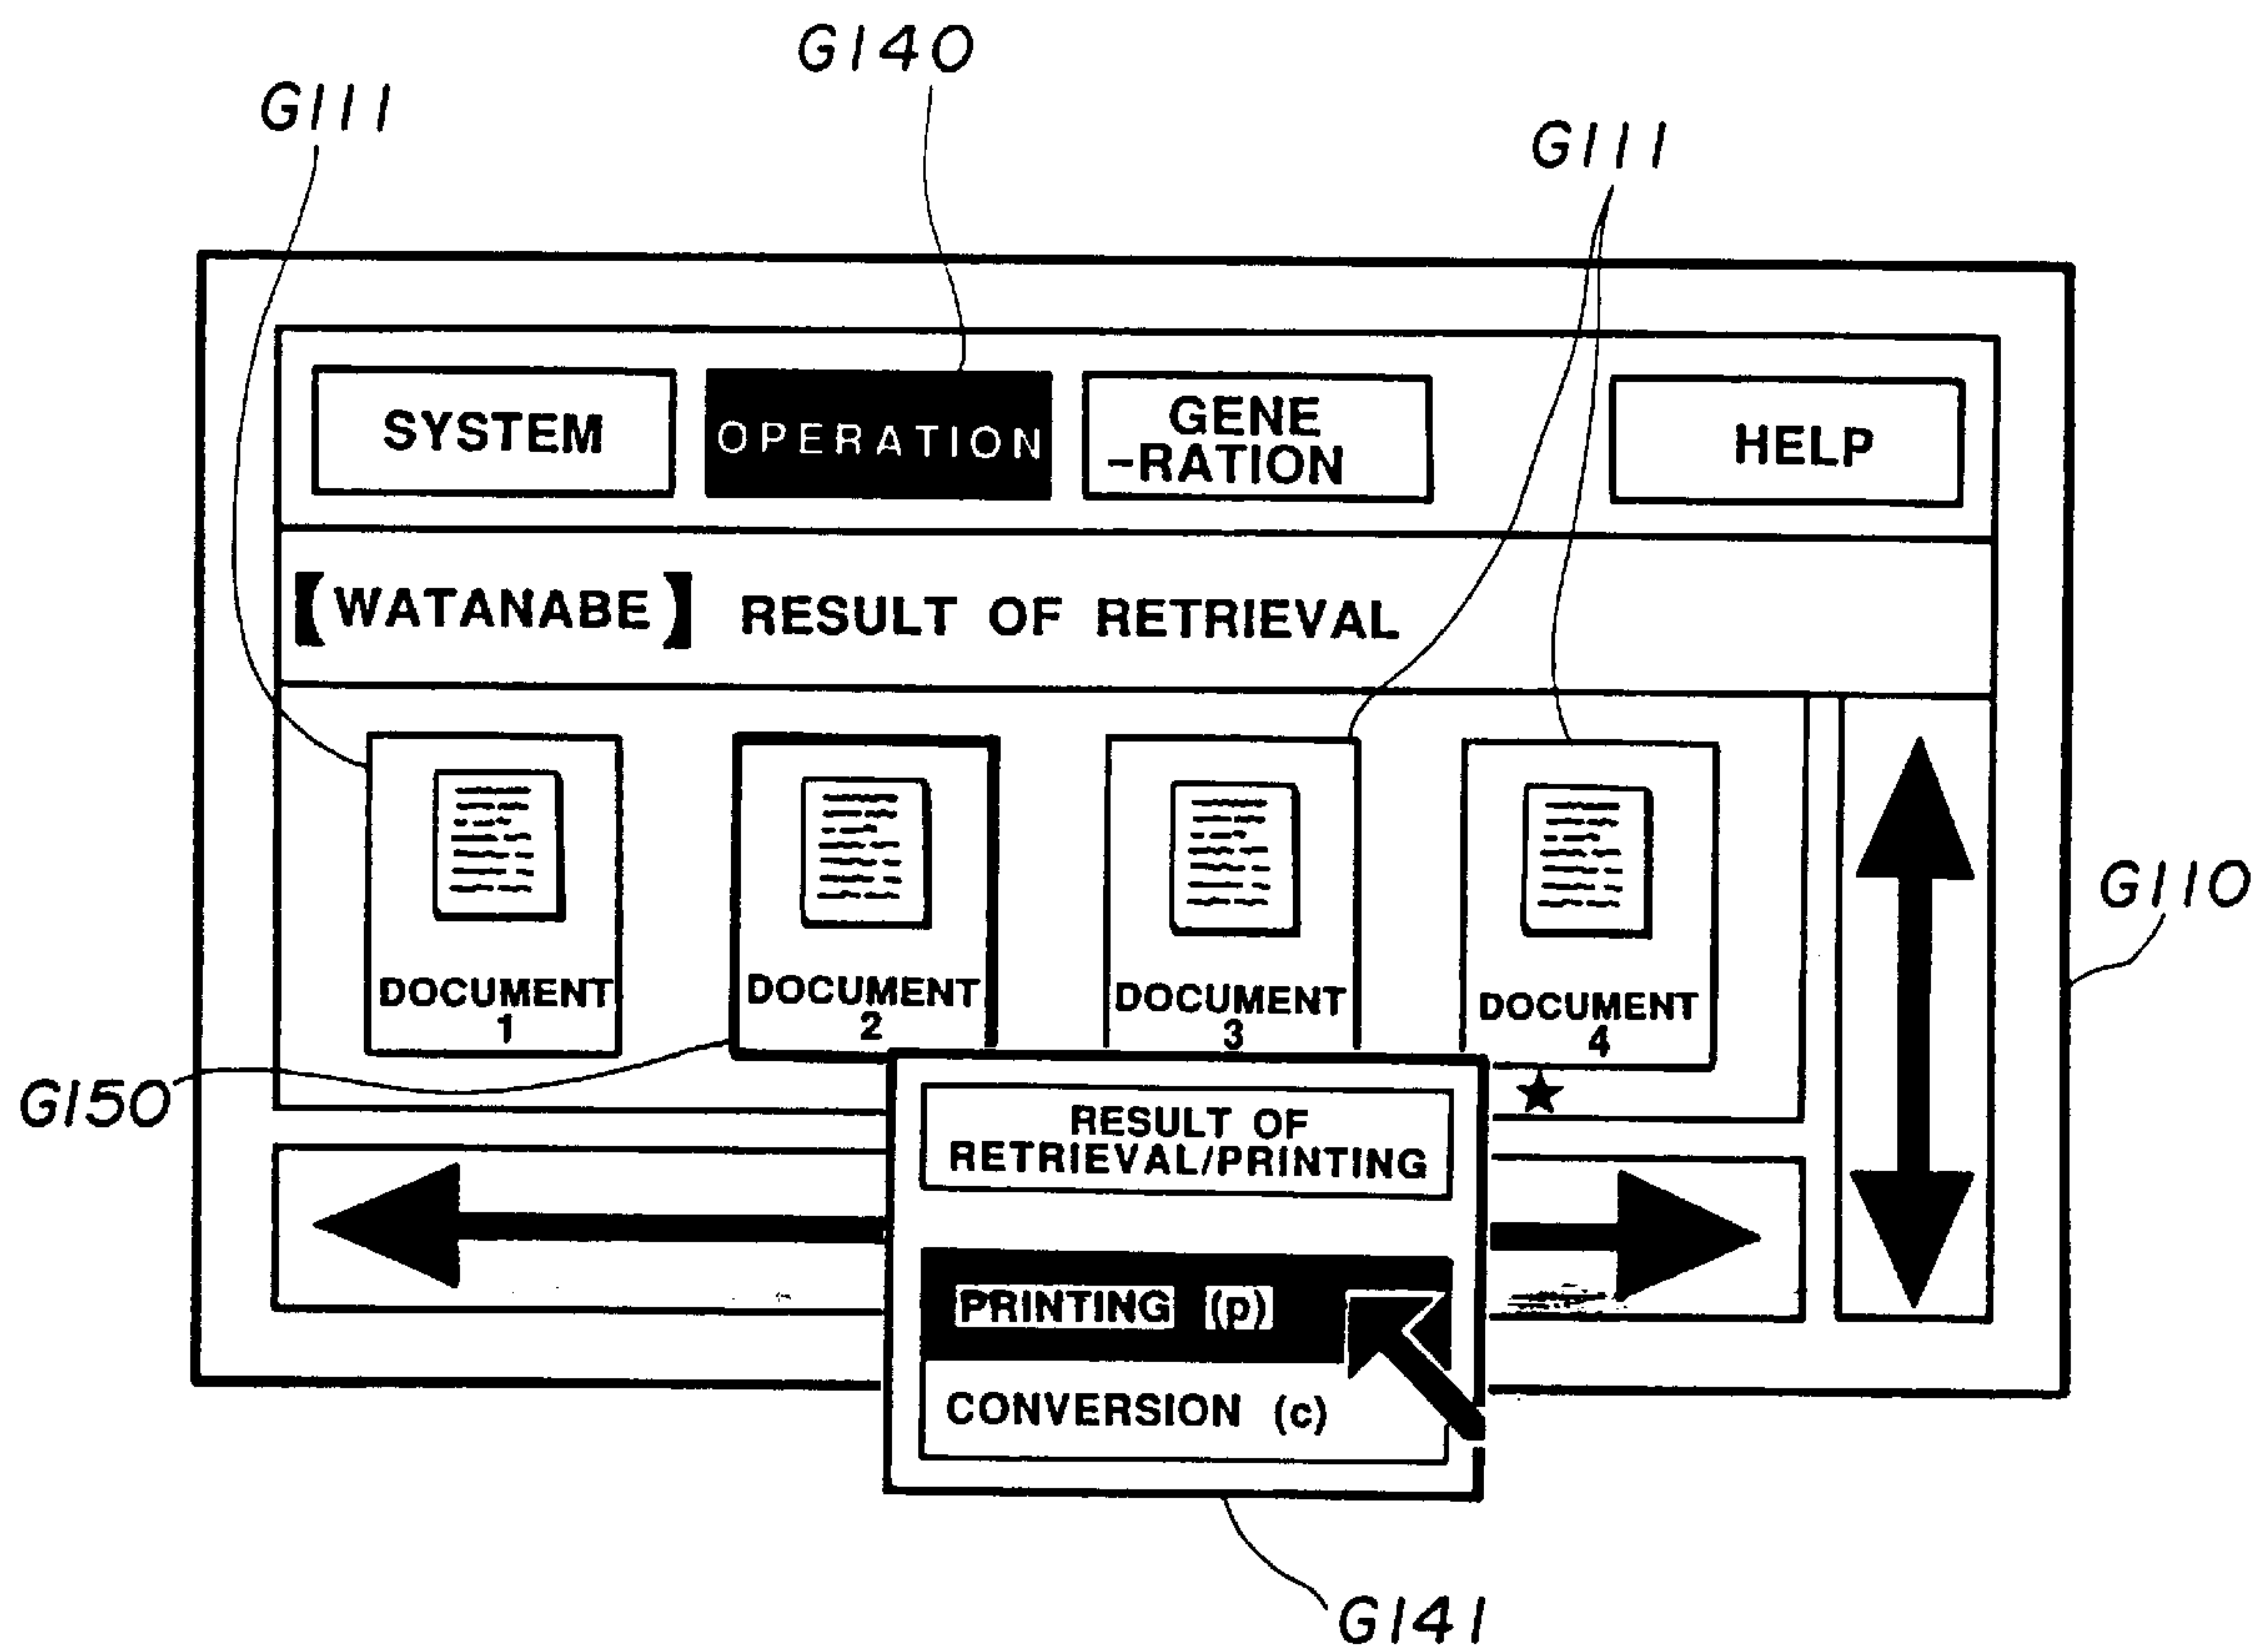 G140
G111
G111
SYSTEM
OPERATION
GENE
-RATION
HELP
【WATANABE】 RESULT OF RETRIEVAL
DOCUMENT
1
DOCUMENT
2
DOCUMENT
3
DOCUMENT
4
G110
G150
RESULT OF
RETRIEVAL/PRINTING
PRINTING (p)
CONVERSION (c)
G141